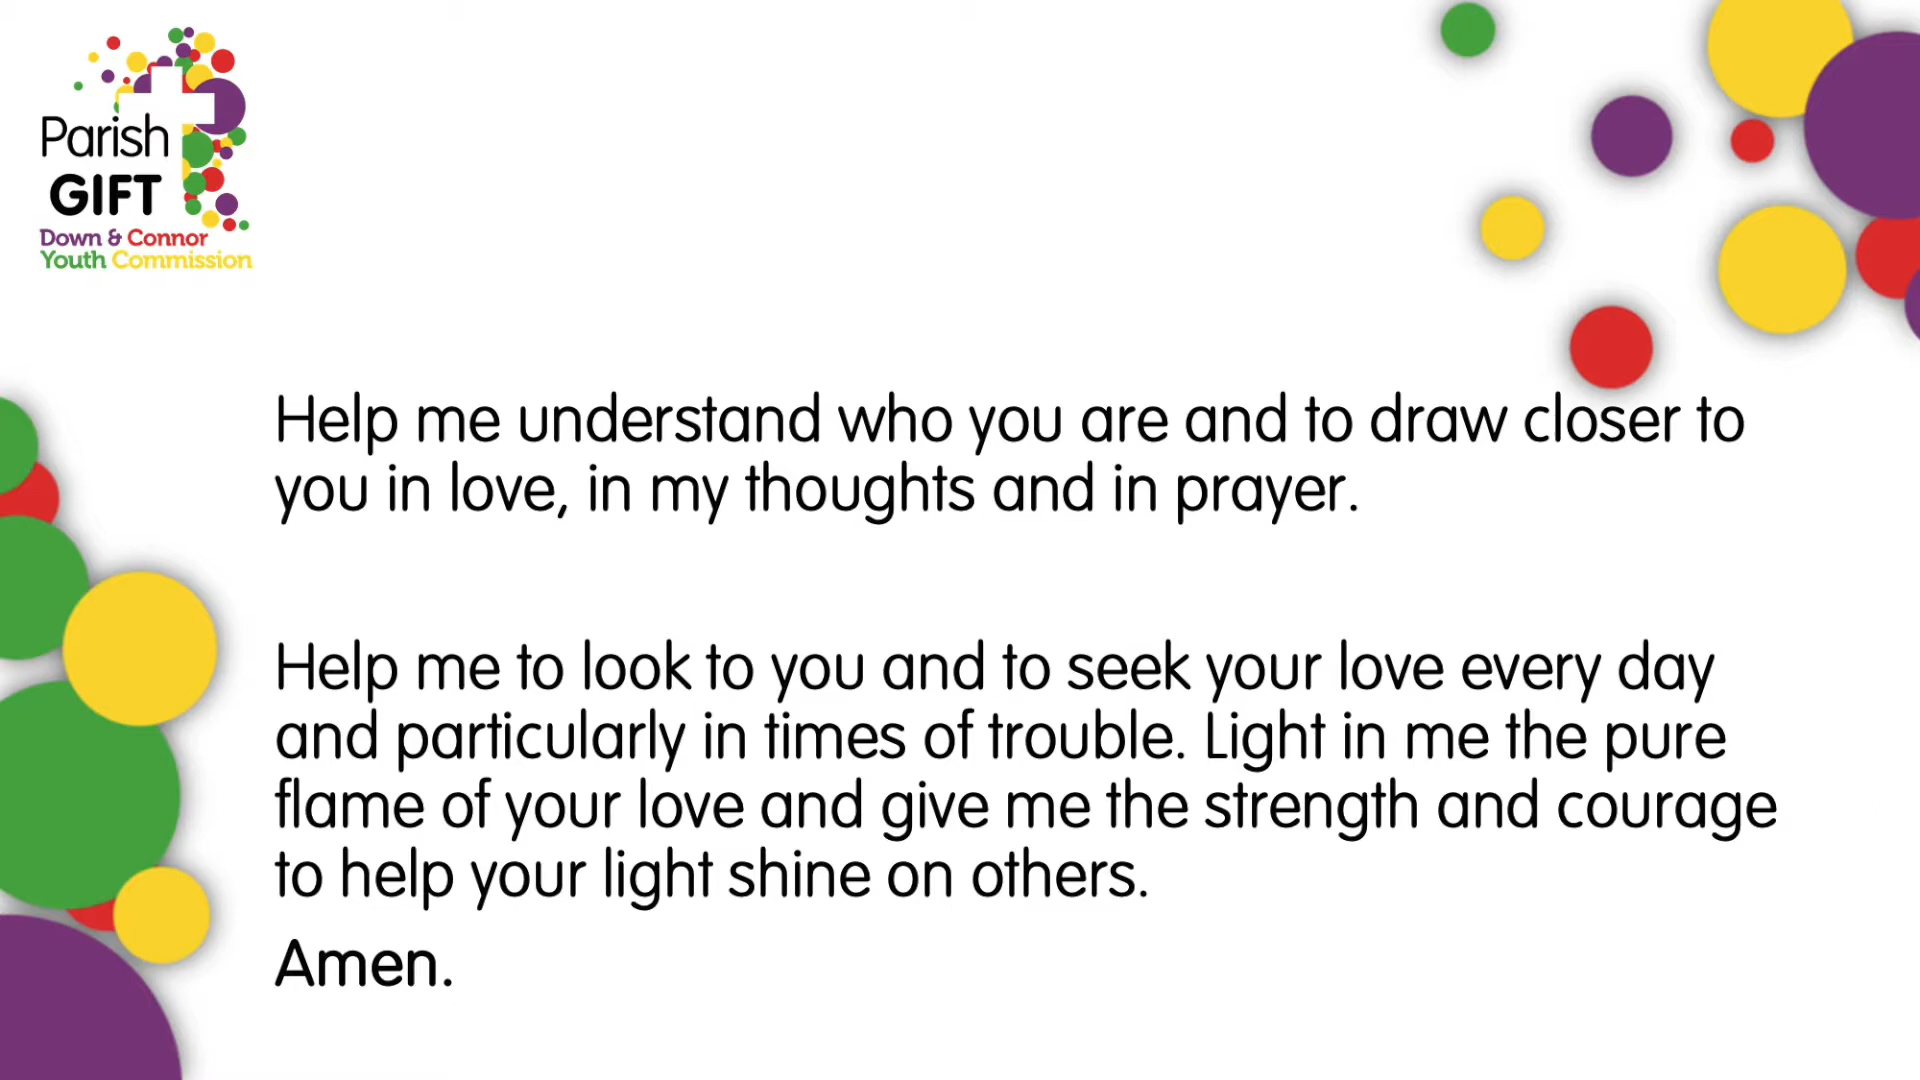 Parish
GIFT
Down & Connor
Youth Commission
Help me understand who you are and to draw closer to
you in love, in my thoughts and in prayer.
Help me to look to you and to seek your love every day
and particularly in times of trouble. Light in me the pure
flame of your love and give me the strength and courage
to help your light shine on others.
Amen.